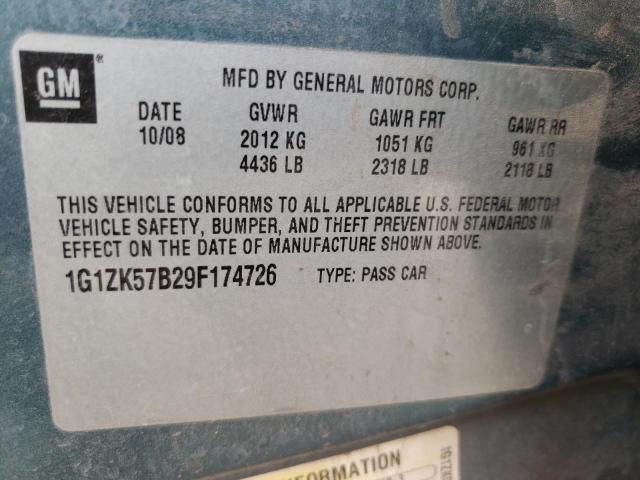 GM
MFD BY GENERAL MOTORS CORP.
DATE GVWR GAWR FRT GAWR RR
10/08 2012 KG 1051 KG 961 KG
4436 LB 2318 LB 2118 LB
THIS VEHICLE CONFORMS TO ALL APPLICABLE U.S. FEDERAL MOTOR
VEHICLE SAFETY, BUMPER, AND THEFT PREVENTION STANDARDS IN
EFFECT ON THE DATE OF MANUFACTURE SHOWN ABOVE.
1G1ZK57B29F174726 TYPE: PASS CAR